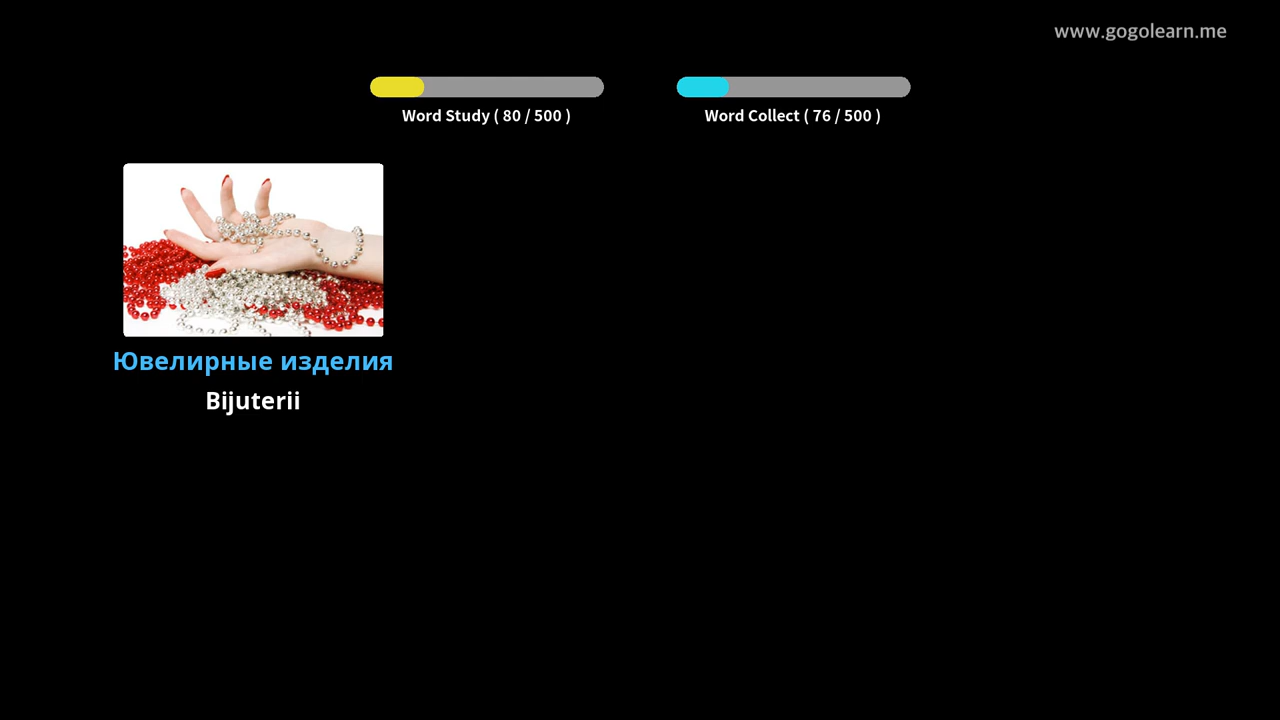 www.gogolearn.me
Word Study ( 80 / 500 )
Word Collect ( 76 / 500 )
Ювелирные изделия
Bijuterii